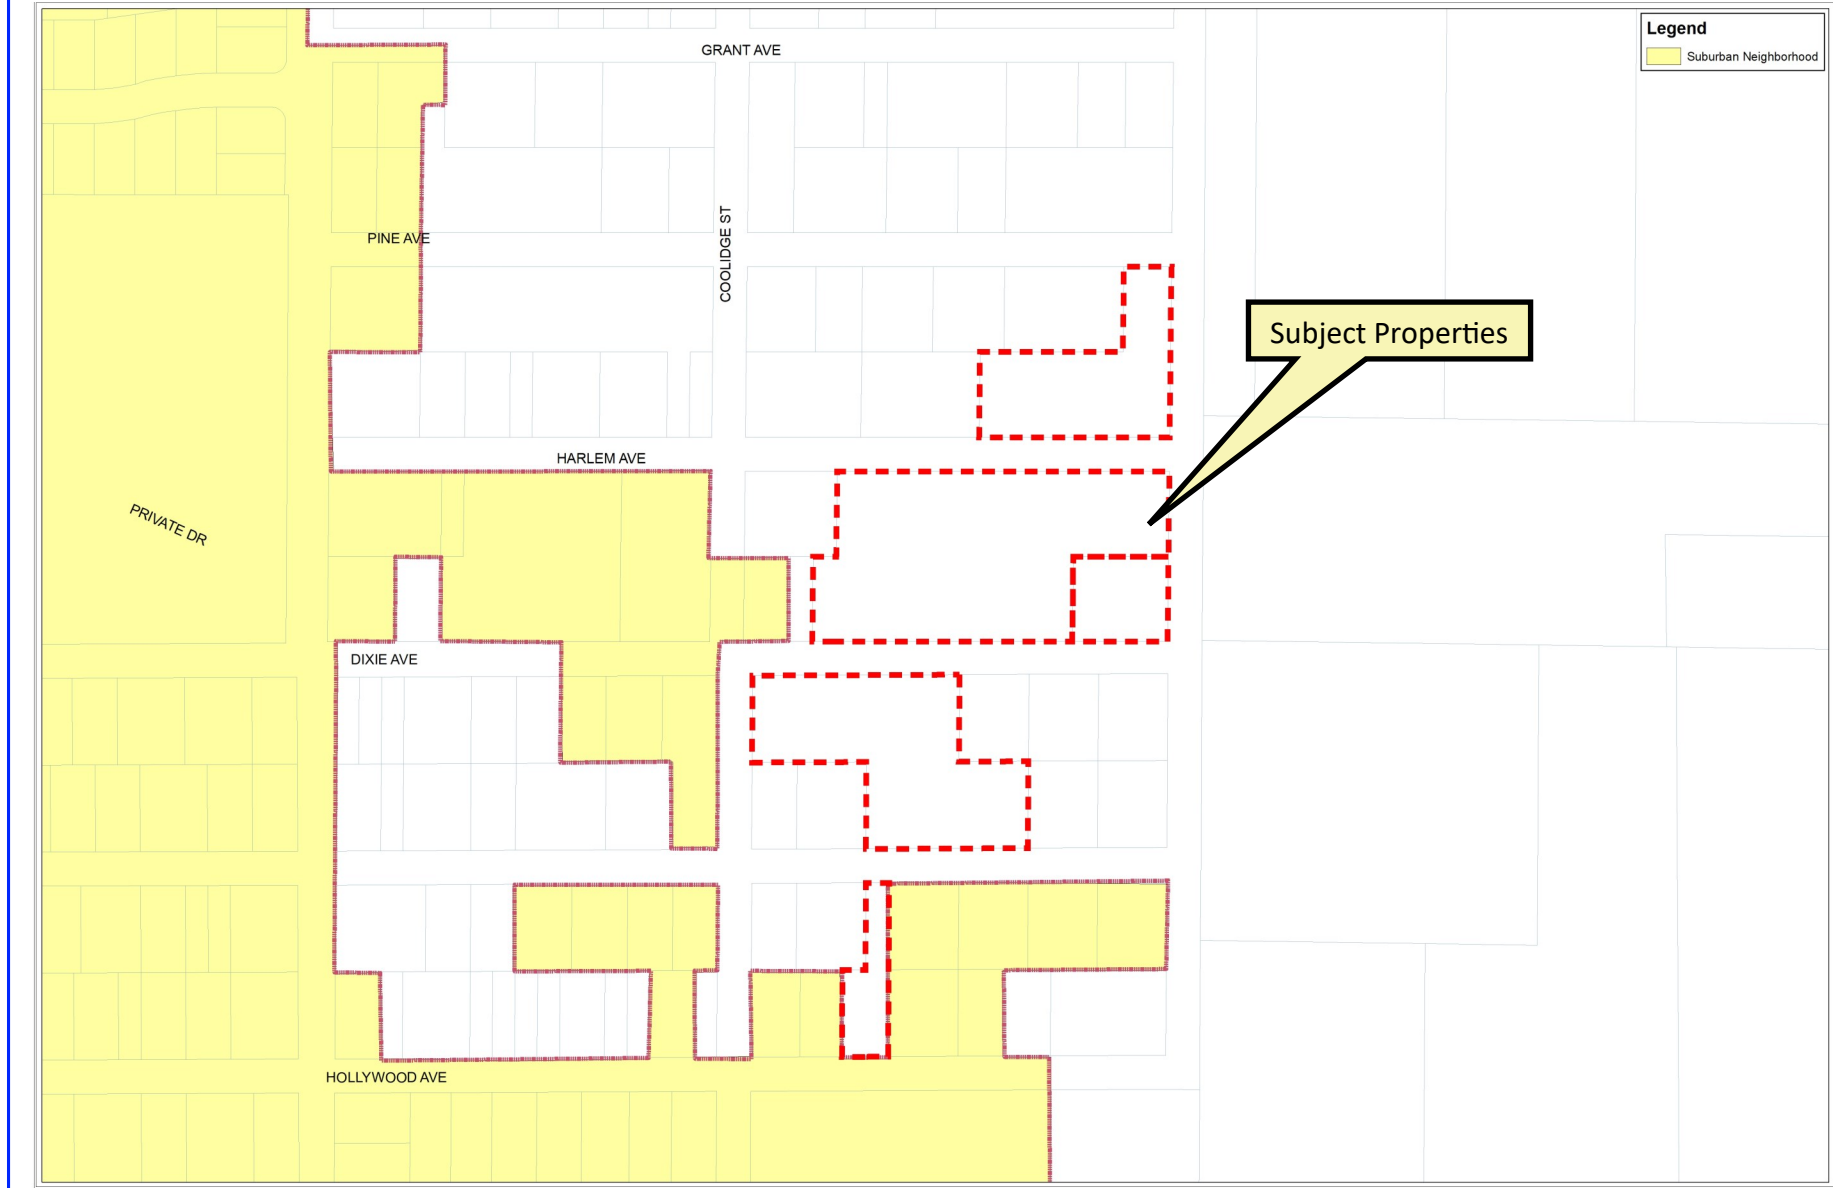 Legend
Suburban Neighborhood
GRANT AVE
PINE AVE
COOLIDGE ST
Subject Properties
HARLEM AVE
PRIVATE DR
DIXIE AVE
HOLLYWOOD AVE